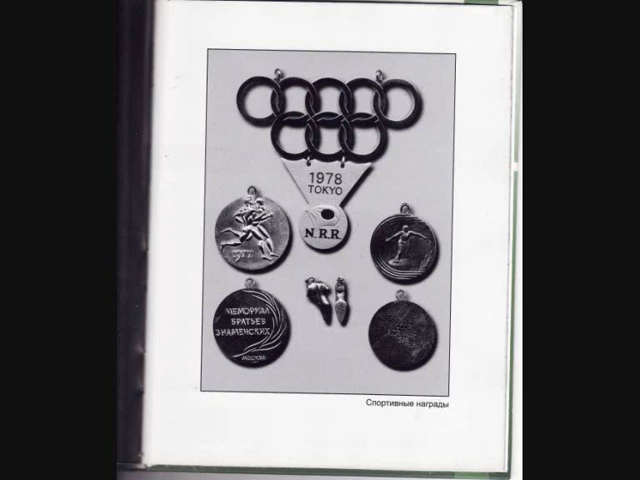 1978
TOKYO
N.R.R.
МЕМОРИАЛ
БРАТЬЕВ
ЗНАМЕНСКИХ
МОСКВА
Спортивные награды